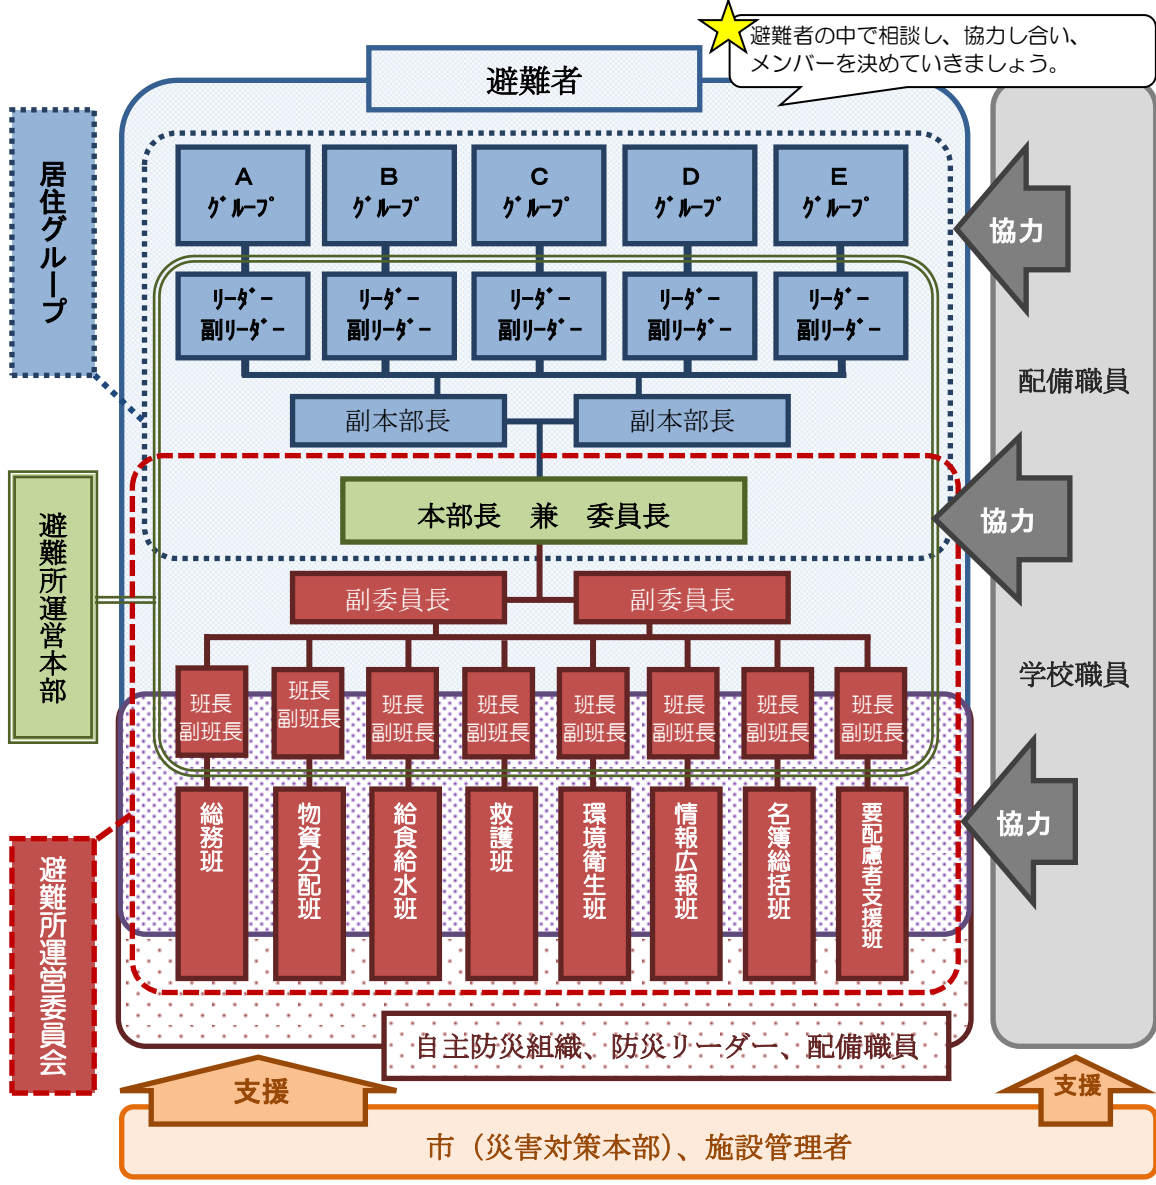 避難者の中で相談し、協力し合い、
メンバーを決めていきましょう。
避難者
居住グループ
A
グループ
B
グループ
C
グループ
D
グループ
E
グループ
リーダー
副リーダー
リーダー
副リーダー
リーダー
副リーダー
リーダー
副リーダー
リーダー
副リーダー
副本部長
副本部長
本部長　兼　委員長
避難所運営本部
副委員長
副委員長
班長
副班長
班長
副班長
班長
副班長
班長
副班長
班長
副班長
班長
副班長
班長
副班長
班長
副班長
総務班
物資分配班
給食給水班
救護班
環境衛生班
情報広報班
名簿総括班
要配慮者支援班
避難所運営委員会
自主防災組織、防災リーダー、配備職員
協力
配備職員
協力
学校職員
協力
支援
支援
市（災害対策本部）、施設管理者